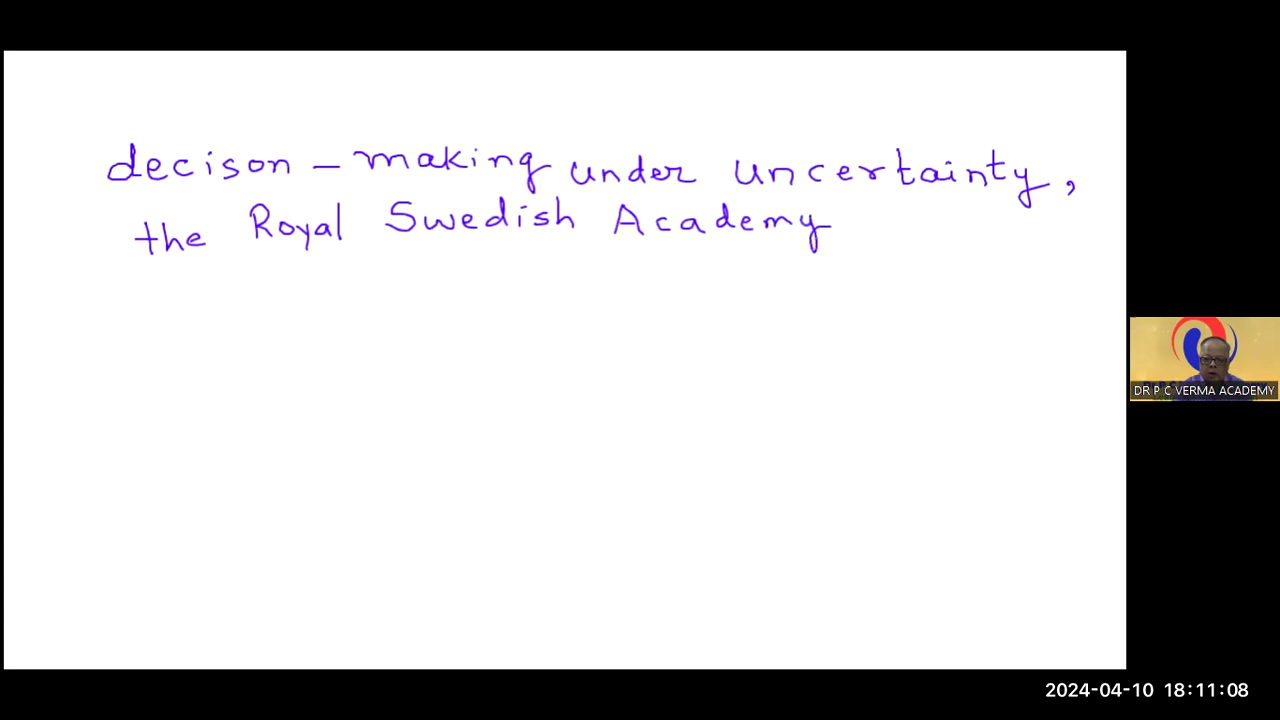 decison - making under uncertainty,
the Royal Swedish Academy
DR P C VERMA ACADEMY
2024-04-10 18:11:08